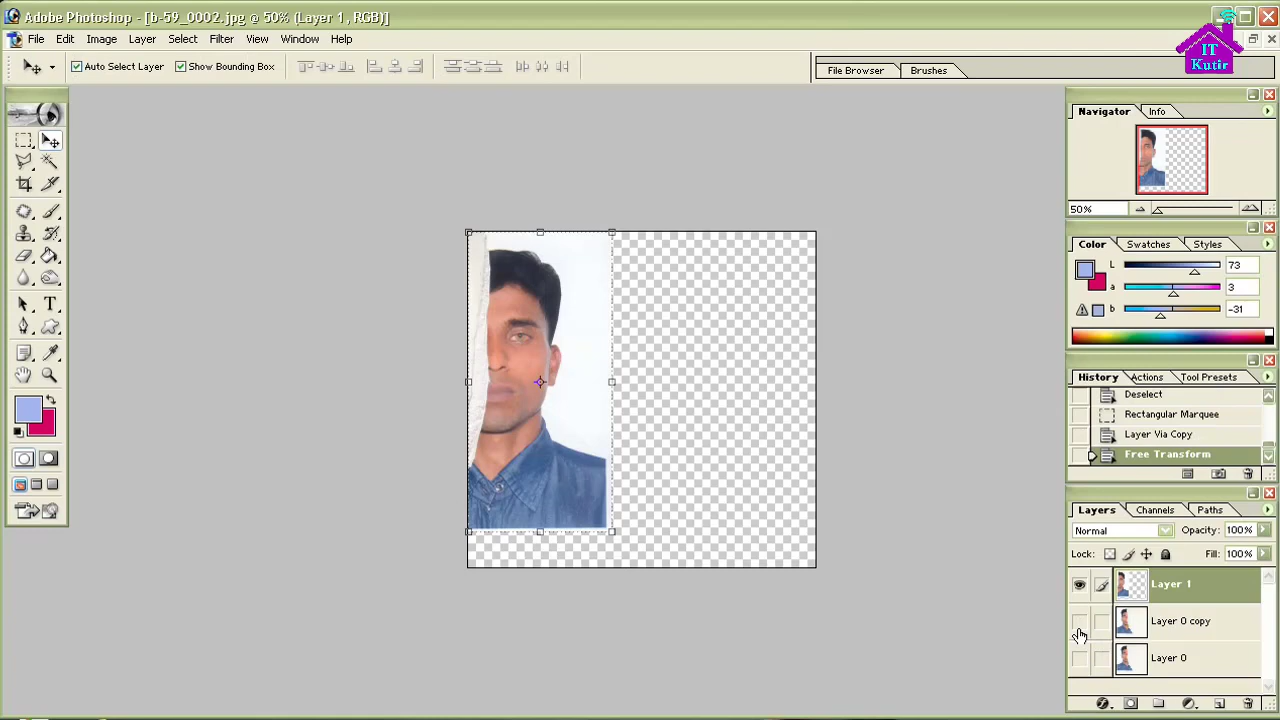 Adobe Photoshop - [b-59_0002.jpg @ 50% (Layer 1, RGB)]
File Edit Image Layer Select Filter View Window Help
IT
Kutir
Auto Select Layer Show Bounding Box
File Browser Brushes
Navigator Info
50%
Color Swatches Styles
L 73
a 3
b -31
History Actions Tool Presets
Deselect
Rectangular Marquee
Layer Via Copy
Free Transform
Layers Channels Paths
Normal Opacity: 100%
Lock: Fill: 100%
Layer 1
Layer 0 copy
Layer 0